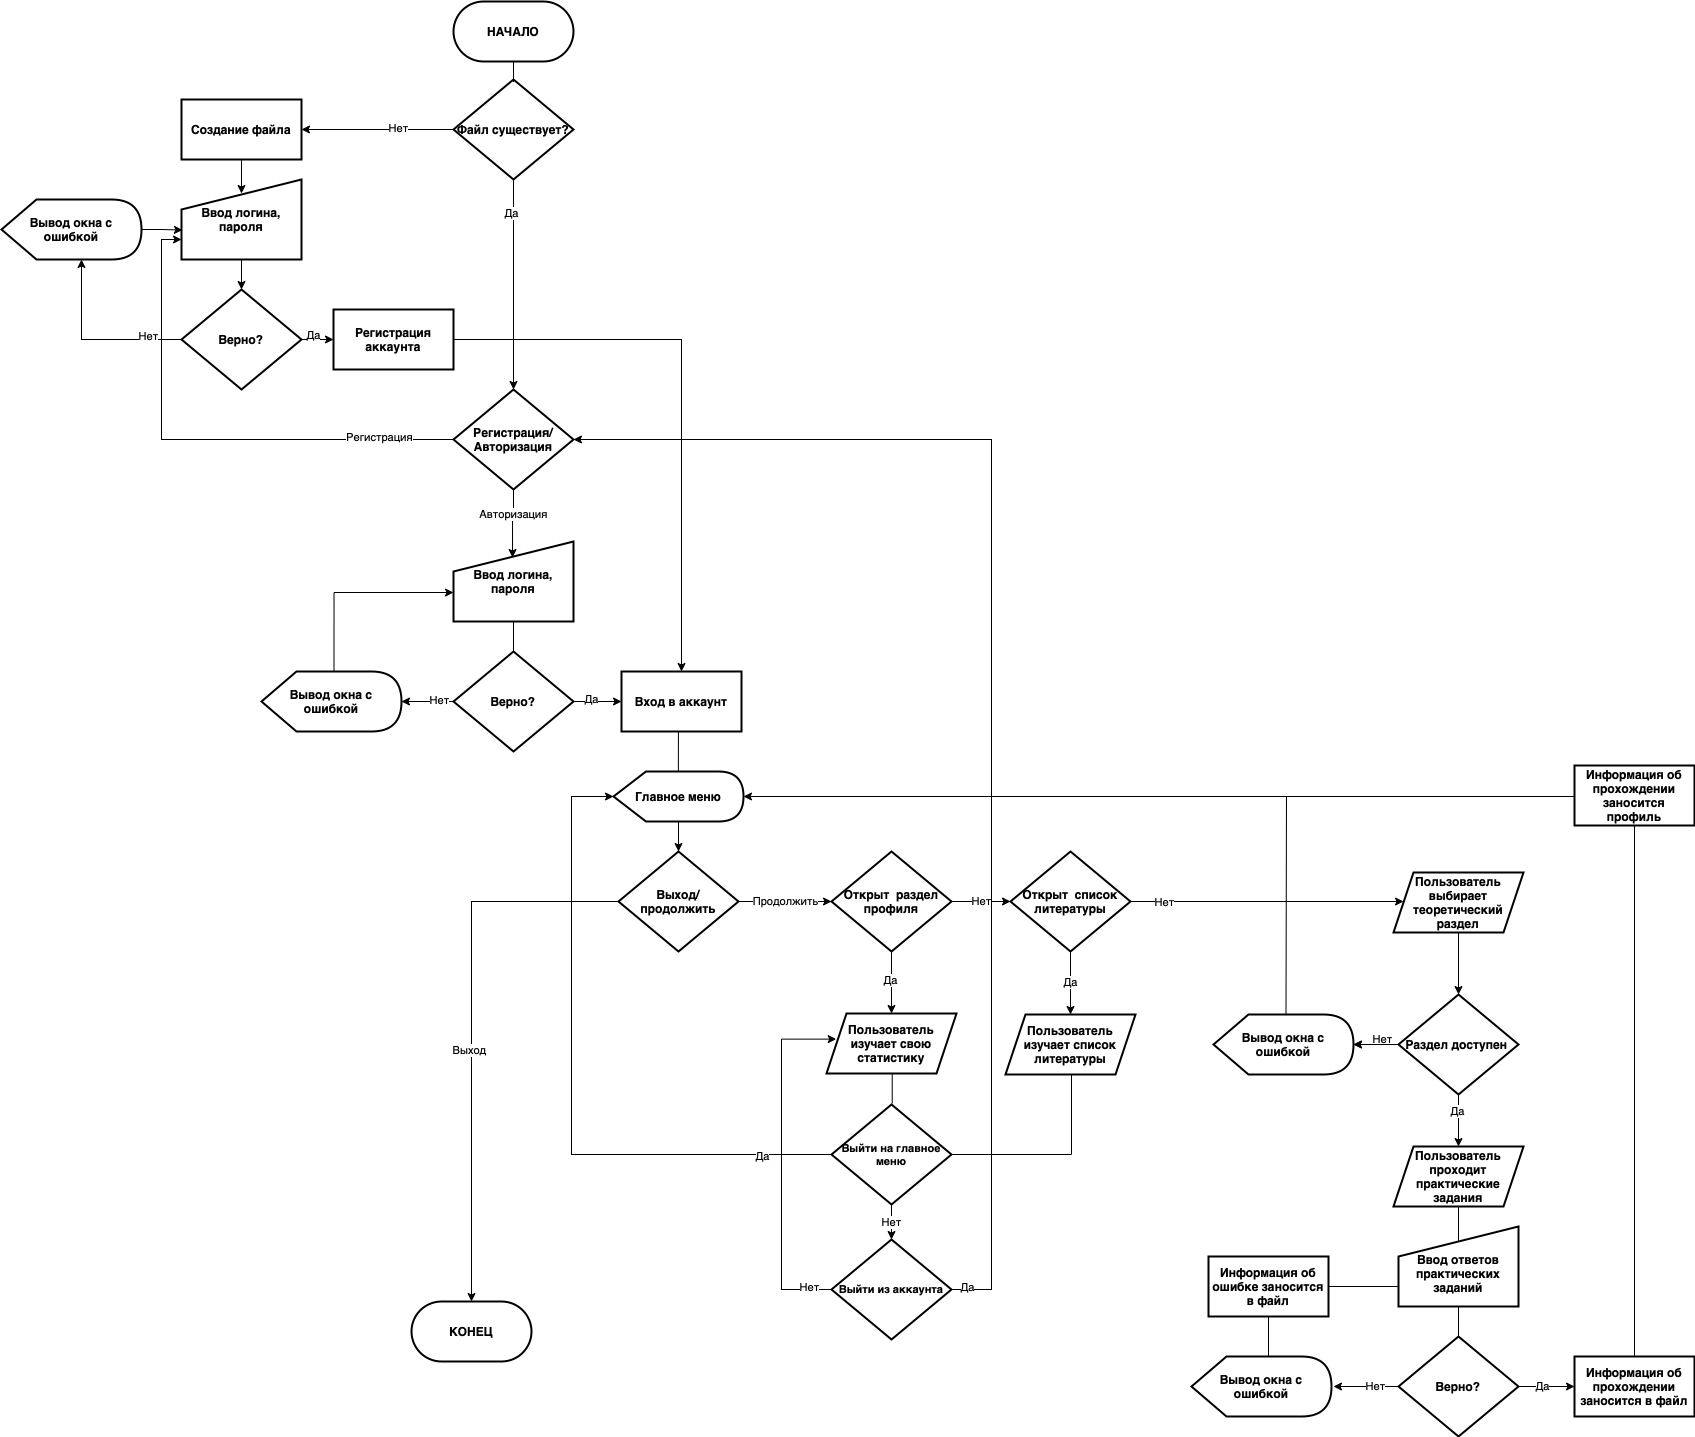 НАЧАЛО
Файл существует?
Нет
Создание файла
Да
Ввод логина,
пароля
Вывод окна с
ошибкой
Верно?
Нет
Да
Регистрация
аккаунта
Регистрация/
Авторизация
Регистрация
Авторизация
Ввод логина,
пароля
Верно?
Нет
Вывод окна с
ошибкой
Да
Вход в аккаунт
Главное меню
Информация об
прохождении
заносится
профиль
Выход/
продолжить
Продолжить
Открыт раздел
профиля
Нет
Открыт список
литературы
Нет
Пользователь
выбирает
теоретический
раздел
Да
Да
Выход
Пользователь
изучает свою
статистику
Пользователь
изучает список
литературы
Вывод окна с
ошибкой
Нет
Раздел доступен
Да
Выйти на главное
меню
Да
Нет
Пользователь
проходит
практические
задания
Выйти из аккаунта
Нет
Да
Информация об
ошибке заносится
в файл
Ввод ответов
практических
заданий
КОНЕЦ
Вывод окна с
ошибкой
Нет
Верно?
Да
Информация об
прохождении
заносится в файл